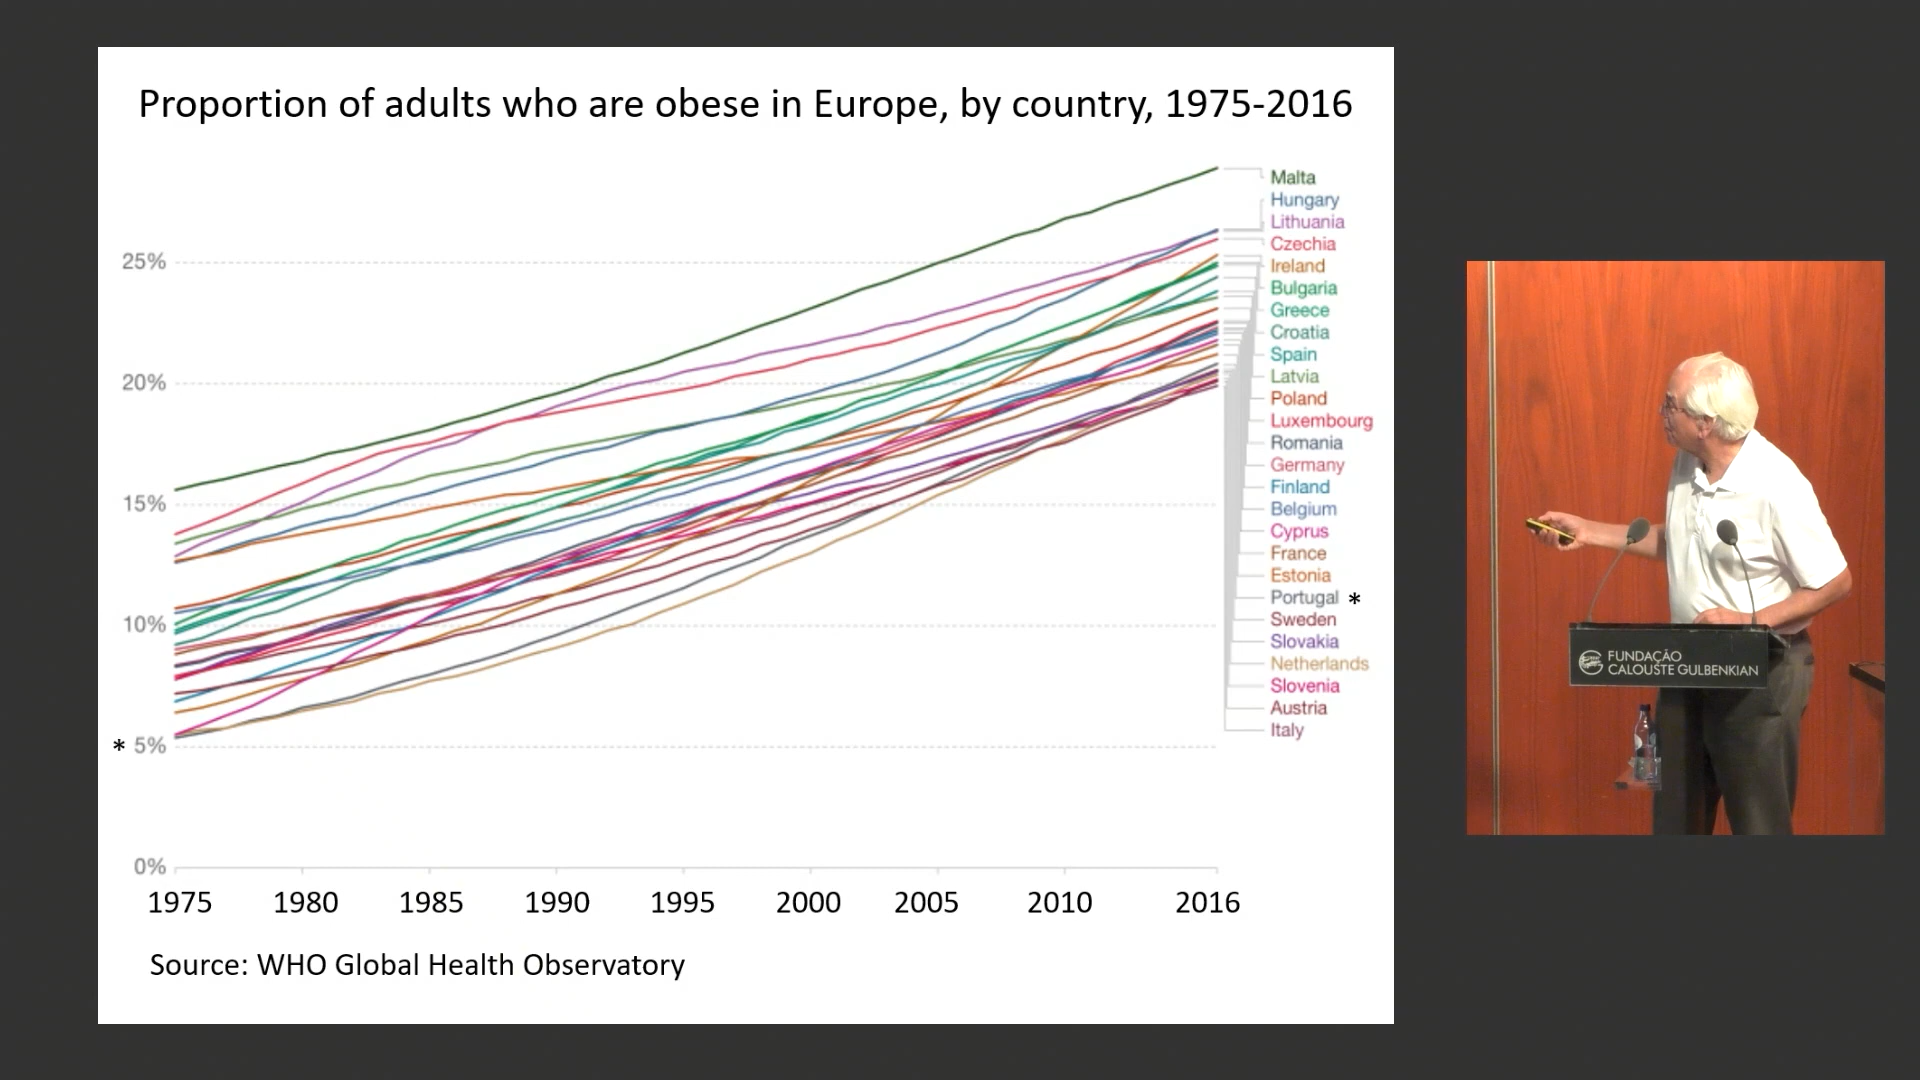 Proportion of adults who are obese in Europe, by country, 1975-2016
Malta
Hungary
Lithuania
Czechia
Ireland
Bulgaria
Greece
Croatia
Spain
Latvia
Poland
Luxembourg
Romania
Germany
Finland
Belgium
Cyprus
France
Estonia
Portugal *
Sweden
Slovakia
Netherlands
Slovenia
Austria
Italy
25%
20%
15%
10%
* 5%
0%
1975 1980 1985 1990 1995 2000 2005 2010 2016
Source: WHO Global Health Observatory
FUNDAÇÃO
CALOUSTE GULBENKIAN